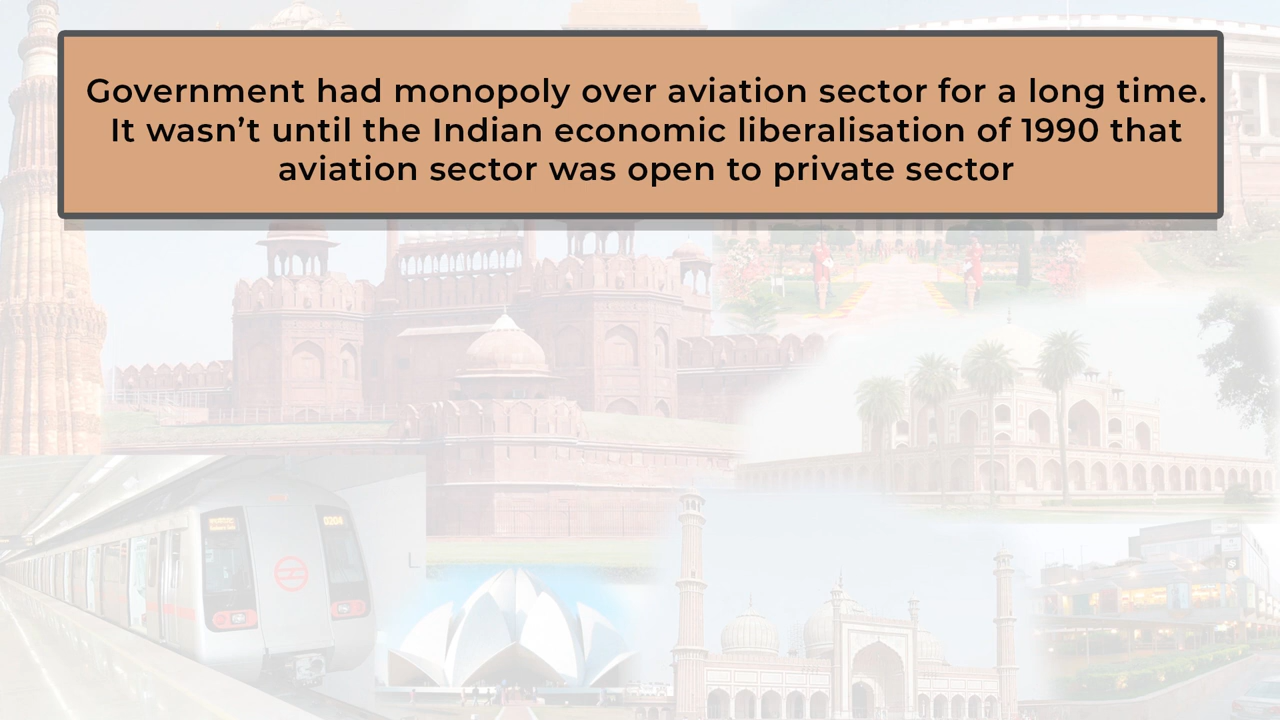 Government had monopoly over aviation sector for a long time.
It wasn’t until the Indian economic liberalisation of 1990 that
aviation sector was open to private sector